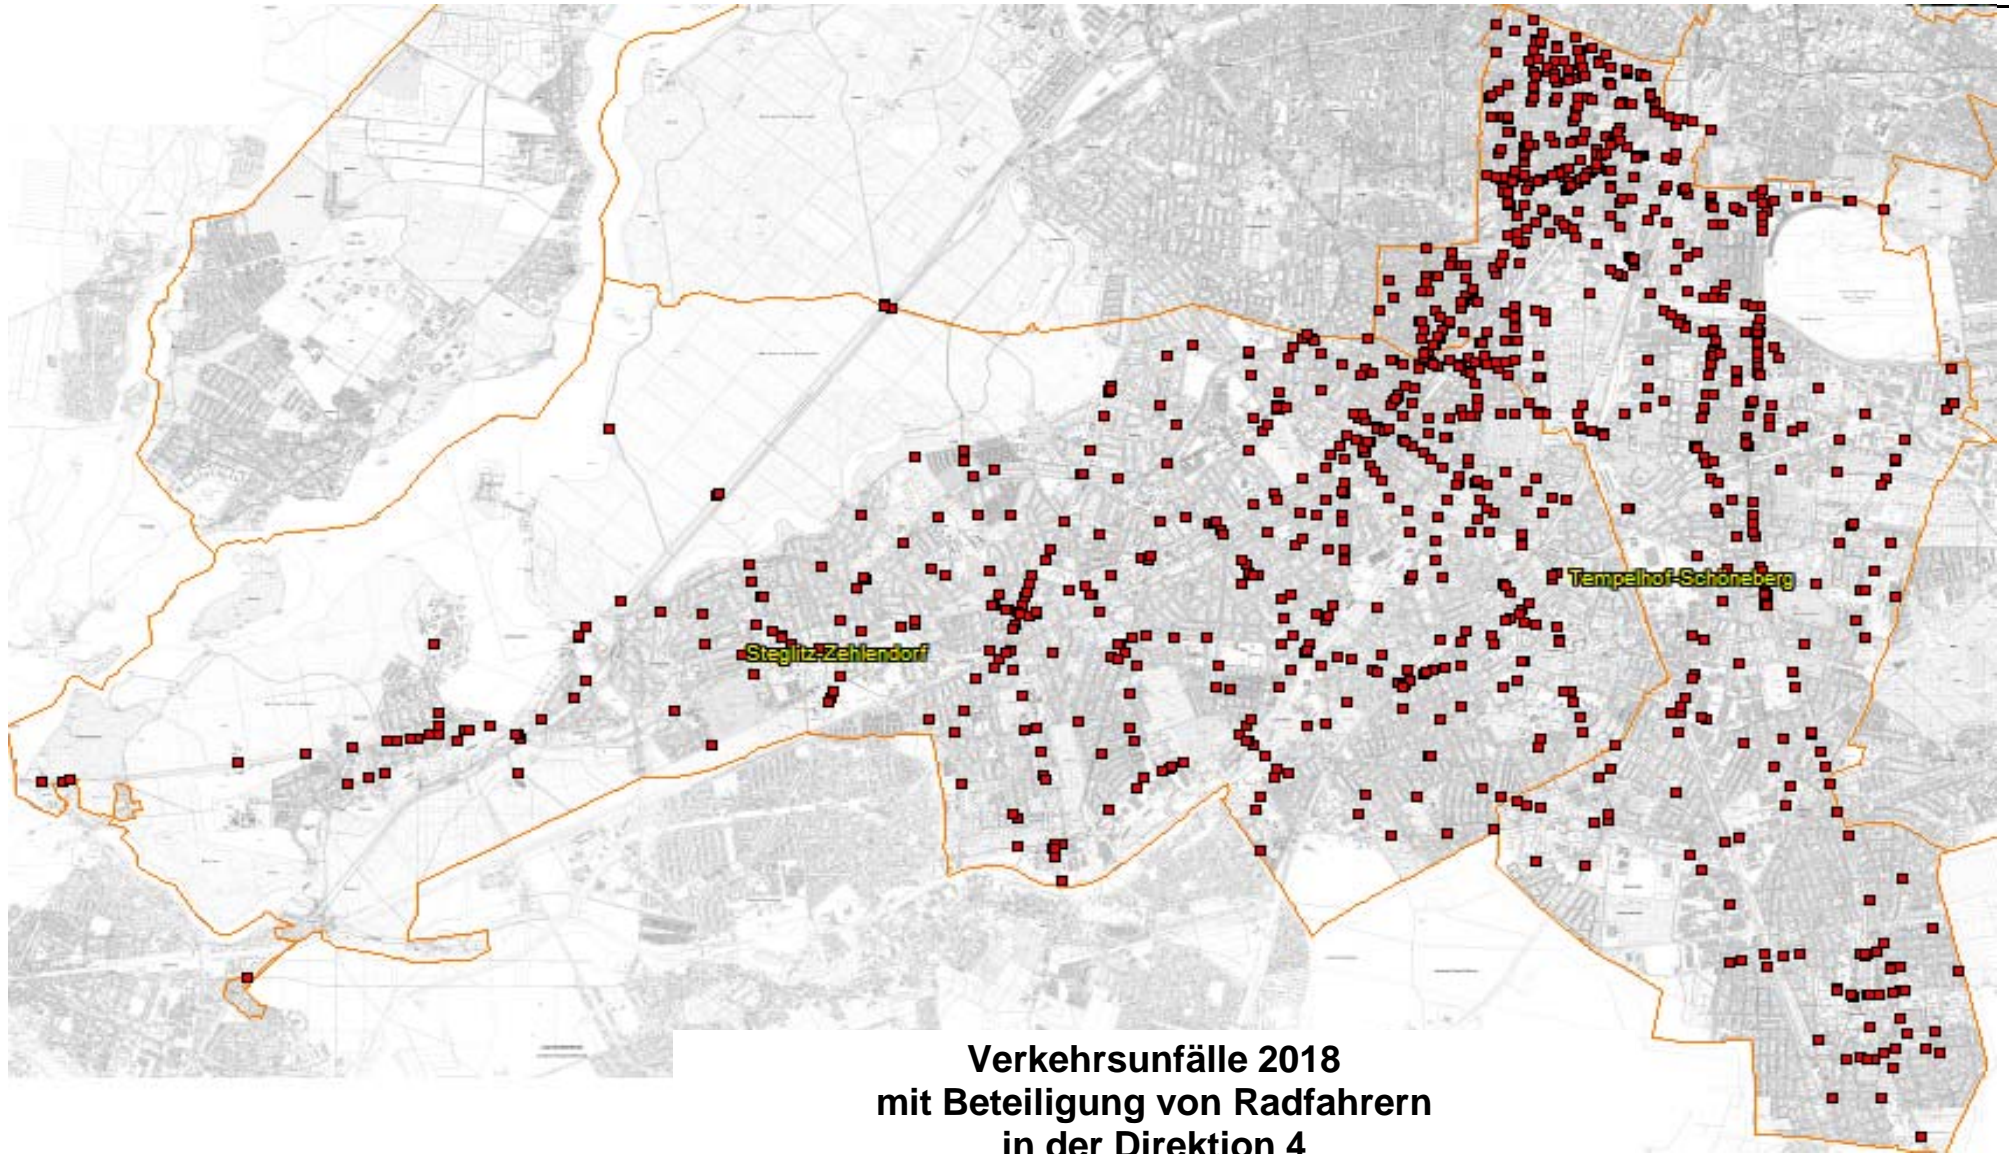 Tempelhof-Schöneberg
Steglitz-Zehlendorf
Verkehrsunfälle 2018
mit Beteiligung von Radfahrern
in der Direktion 4